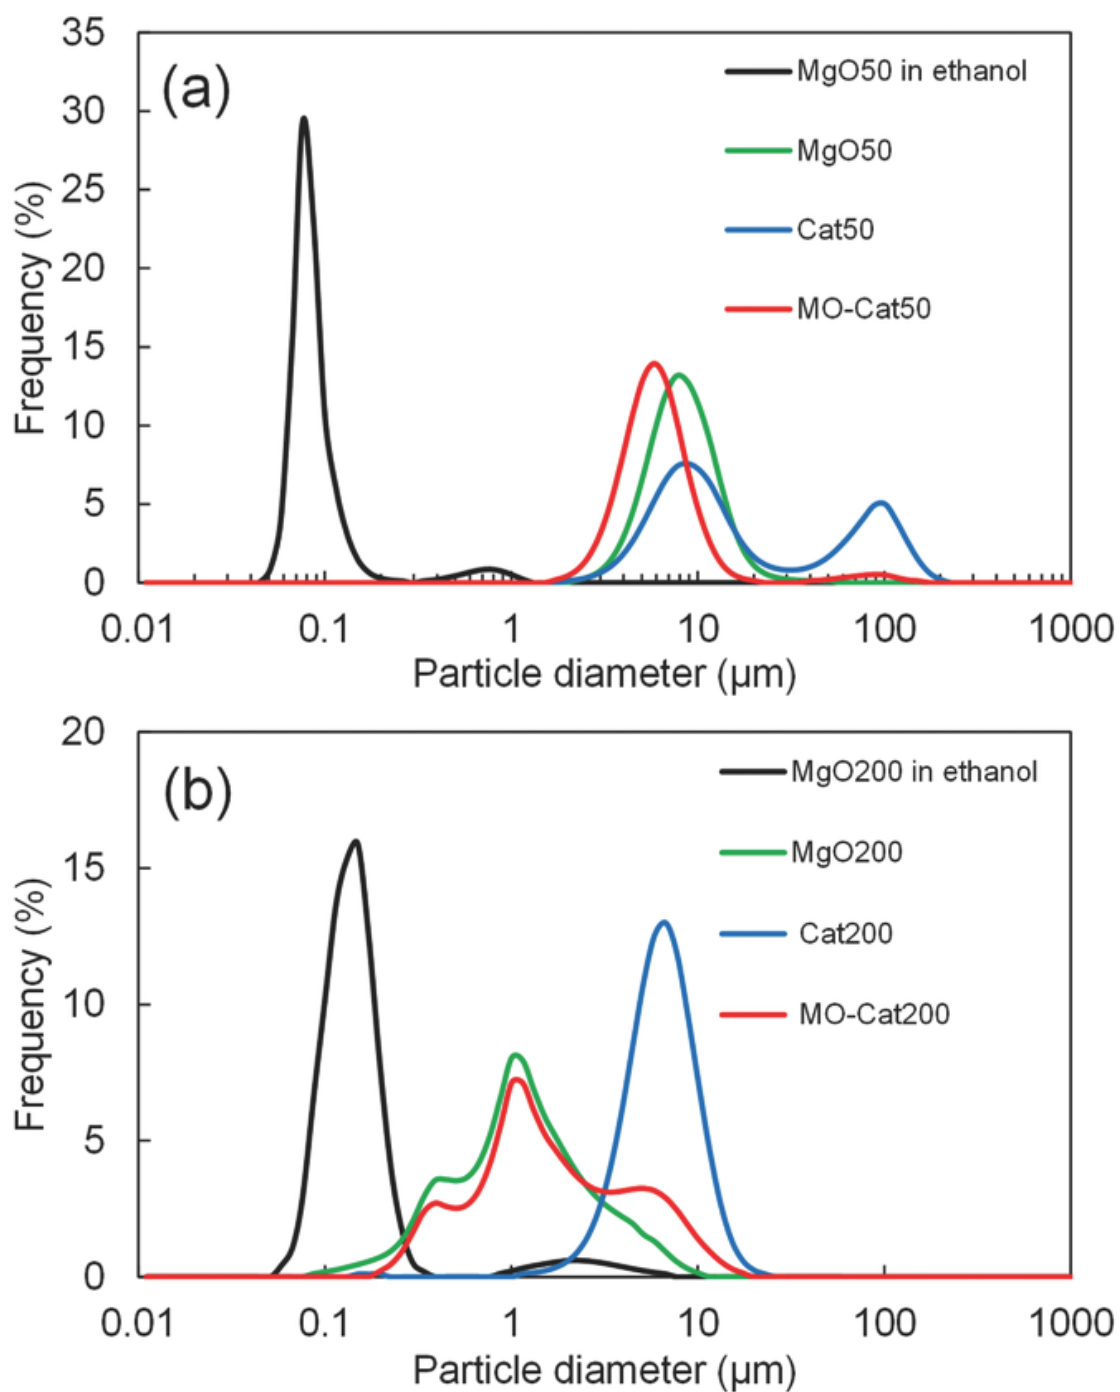 (a)
Frequency (%)
35
30
25
20
15
10
5
0
MgO50 in ethanol
MgO50
Cat50
MO-Cat50
0.01 0.1 1 10 100 1000
Particle diameter (µm)
(b)
Frequency (%)
20
15
10
5
0
MgO200 in ethanol
MgO200
Cat200
MO-Cat200
0.01 0.1 1 10 100 1000
Particle diameter (µm)